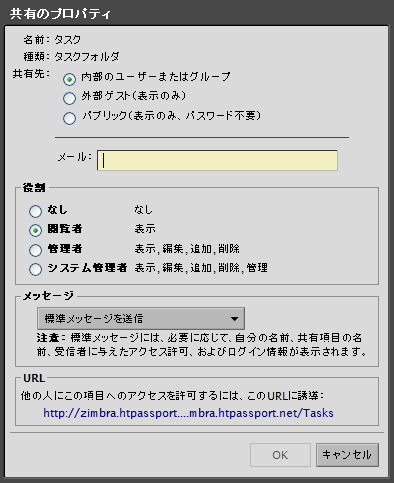 共有のプロパティ
名前: タスク
種類: タスクフォルダ
共有先: 内部のユーザーまたはグループ
外部ゲスト(表示のみ)
パブリック(表示のみ、パスワード不要)
メール:
役割
なし なし
閲覧者 表示
管理者 表示, 編集, 追加, 削除
システム管理者 表示, 編集, 追加, 削除, 管理
メッセージ
標準メッセージを送信
注意: 標準メッセージには、必要に応じて、自分の名前、共有項目の名
前、受信者に与えたアクセス許可、およびログイン情報が表示されます。
URL
他の人にこの項目へのアクセスを許可するには、このURLに誘導:
http://zimbra.htpassport....mbra.htpassport.net/Tasks
OK キャンセル